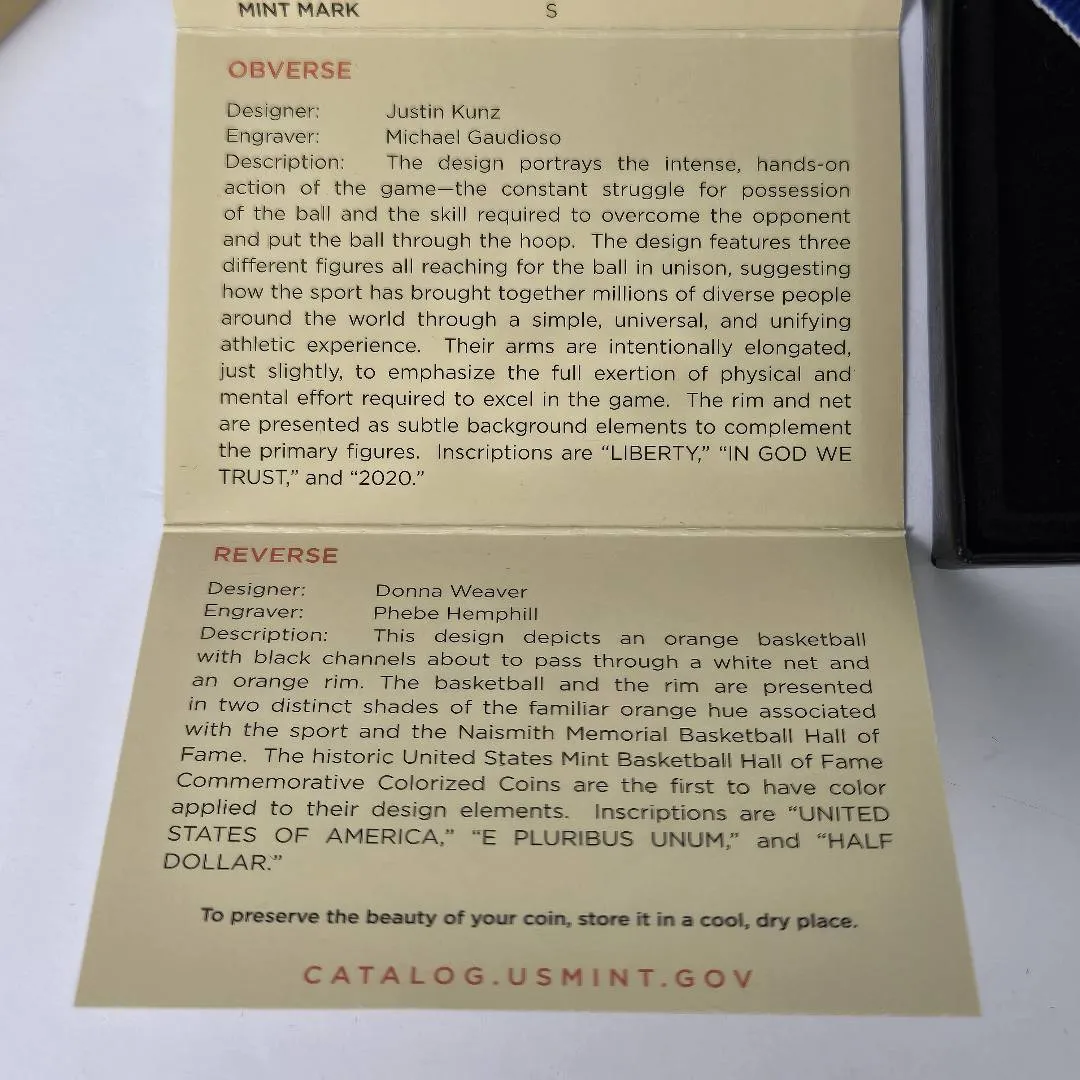 MINT MARK S
OBVERSE
Designer: Justin Kunz
Engraver: Michael Gaudioso
Description: The design portrays the intense, hands-on
action of the game—the constant struggle for possession
of the ball and the skill required to overcome the opponent
and put the ball through the hoop. The design features three
different figures all reaching for the ball in unison, suggesting
how the sport has brought together millions of diverse people
around the world through a simple, universal, and unifying
athletic experience. Their arms are intentionally elongated,
just slightly, to emphasize the full exertion of physical and
mental effort required to excel in the game. The rim and net
are presented as subtle background elements to complement
the primary figures. Inscriptions are “LIBERTY,” “IN GOD WE
TRUST,” and “2020.”
REVERSE
Designer: Donna Weaver
Engraver: Phebe Hemphill
Description: This design depicts an orange basketball
with black channels about to pass through a white net and
an orange rim. The basketball and the rim are presented
in two distinct shades of the familiar orange hue associated
with the sport and the Naismith Memorial Basketball Hall of
Fame. The historic United States Mint Basketball Hall of Fame
Commemorative Colorized Coins are the first to have color
applied to their design elements. Inscriptions are “UNITED
STATES OF AMERICA,” “E PLURIBUS UNUM,” and “HALF
DOLLAR.”
To preserve the beauty of your coin, store it in a cool, dry place.
CATALOG.USMINT.GOV